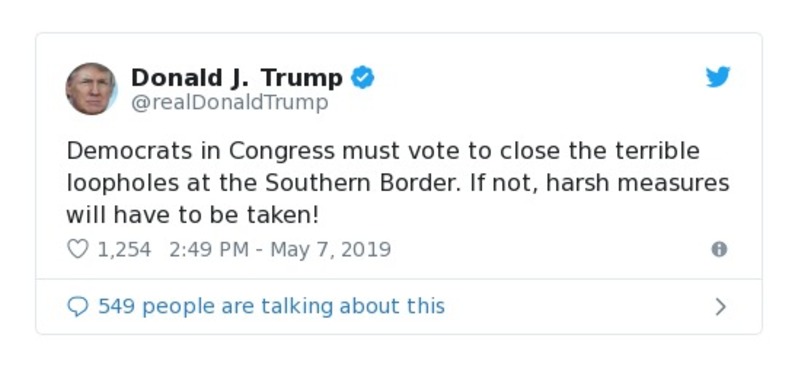 Donald J. Trump
@realDonaldTrump
Democrats in Congress must vote to close the terrible
loopholes at the Southern Border. If not, harsh measures
will have to be taken!
1,254 2:49 PM - May 7, 2019
549 people are talking about this